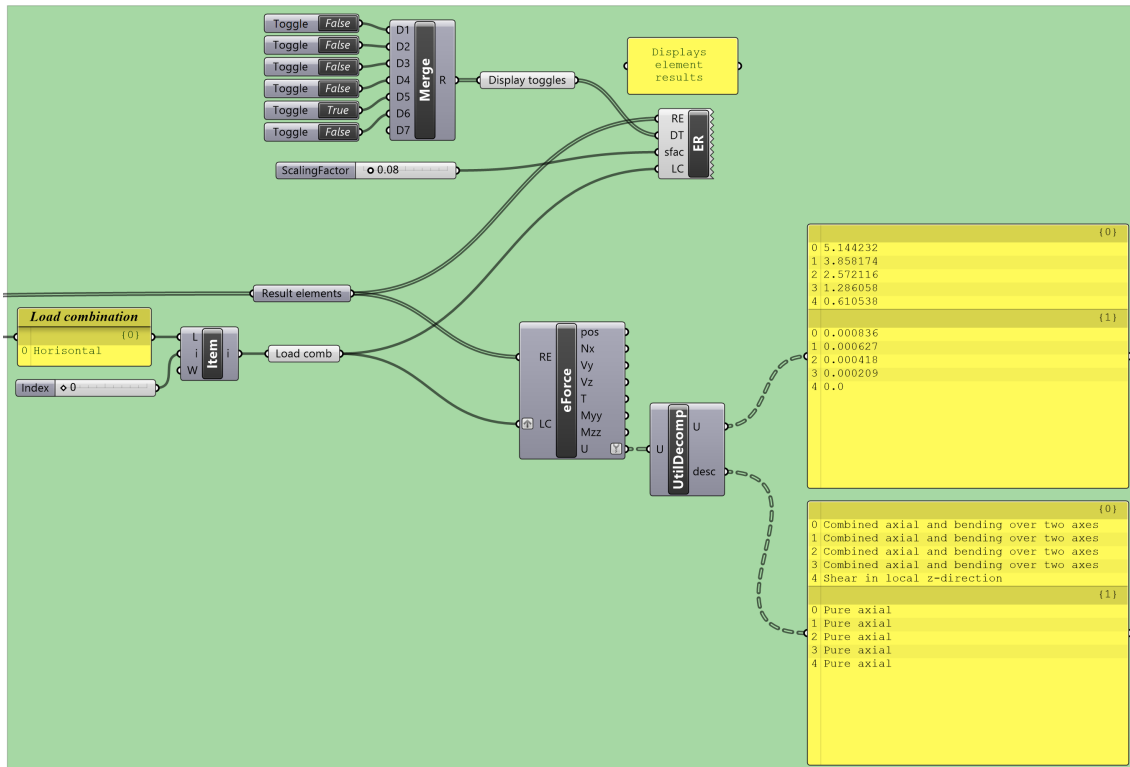 Toggle False
Toggle False
Toggle False
Toggle False
Toggle True
Toggle False
D1
D2
D3
D4
D5
D6
D7
Merge
R
Display toggles
Displays
element
results
ScalingFactor 0.08
RE
DT
sfac
LC
ER
Result elements
Load combination
{0}
0 Horisontal
Index 0
L
i
W
Item
i
Load comb
RE
LC
eForce
pos
Nx
Vy
Vz
T
Myy
Mzz
U
U
UtilDecomp
U
desc
{0}
0 5.144232
1 3.858174
2 2.572116
3 1.286058
4 0.610538
{1}
0 0.000836
1 0.000627
2 0.000418
3 0.000209
4 0.0
{0}
0 Combined axial and bending over two axes
1 Combined axial and bending over two axes
2 Combined axial and bending over two axes
3 Combined axial and bending over two axes
4 Shear in local z-direction
{1}
0 Pure axial
1 Pure axial
2 Pure axial
3 Pure axial
4 Pure axial